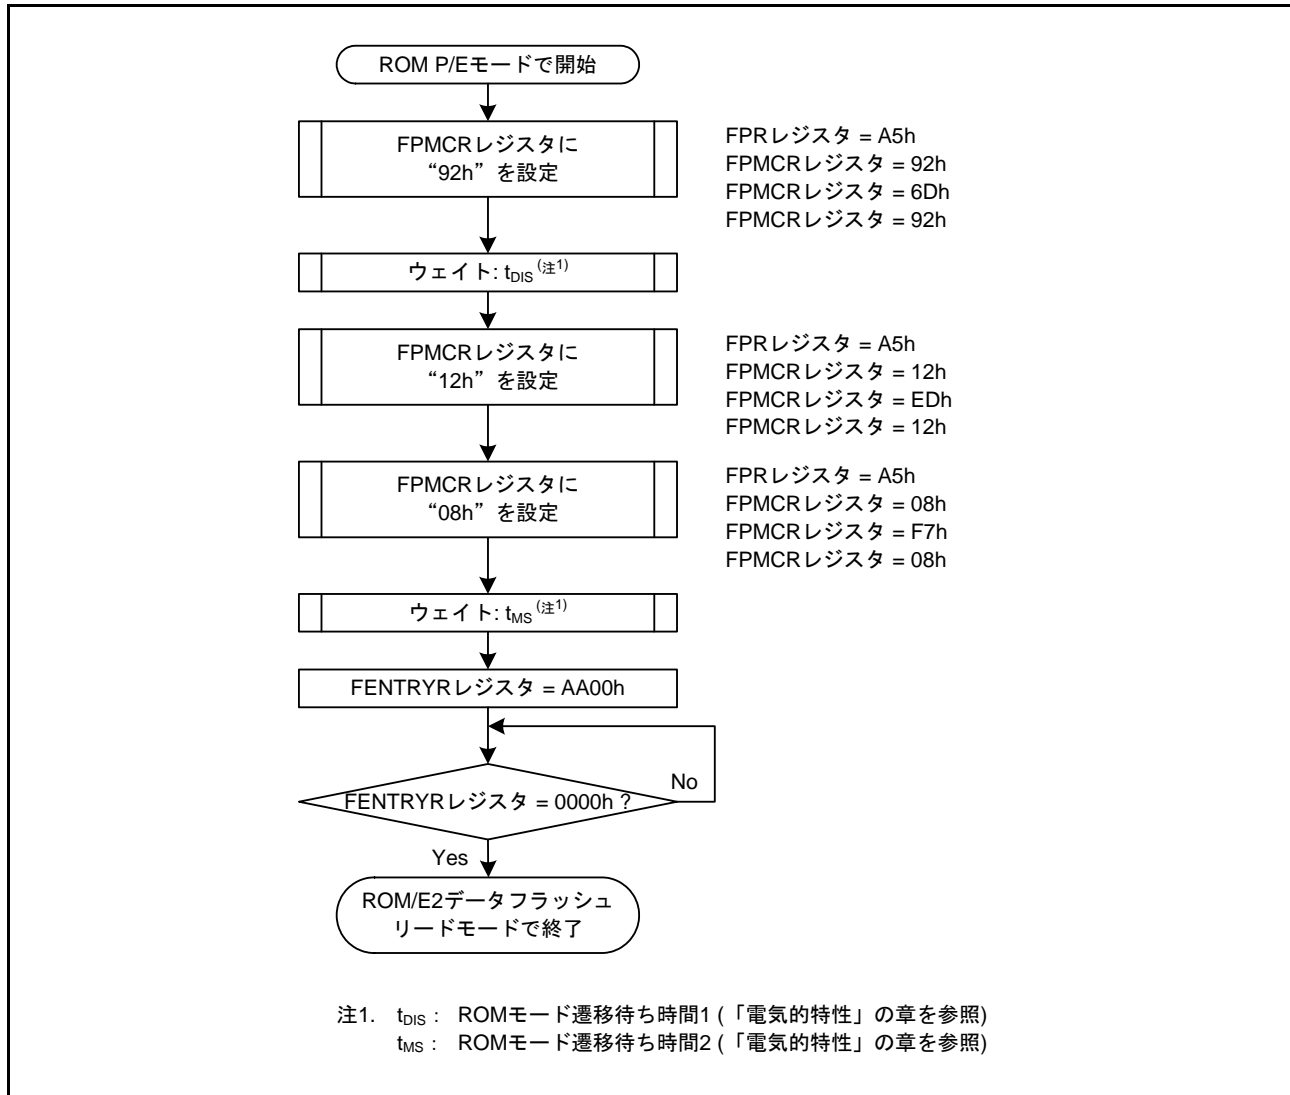 ROM P/Eモードで開始
FPMCRレジスタに
“92h”を設定
FPRレジスタ = A5h
FPMCRレジスタ = 92h
FPMCRレジスタ = 6Dh
FPMCRレジスタ = 92h
ウェイト: tDIS (注1)
FPMCRレジスタに
“12h”を設定
FPRレジスタ = A5h
FPMCRレジスタ = 12h
FPMCRレジスタ = EDh
FPMCRレジスタ = 12h
FPMCRレジスタに
“08h”を設定
FPRレジスタ = A5h
FPMCRレジスタ = 08h
FPMCRレジスタ = F7h
FPMCRレジスタ = 08h
ウェイト: tMS (注1)
FENTRYRレジスタ = AA00h
FENTRYRレジスタ = 0000h ?
No
Yes
ROM/E2データフラッシュ
リードモードで終了
注1. tDIS : ROMモード遷移待ち時間1 (「電気的特性」の章を参照)
tMS : ROMモード遷移待ち時間2 (「電気的特性」の章を参照)